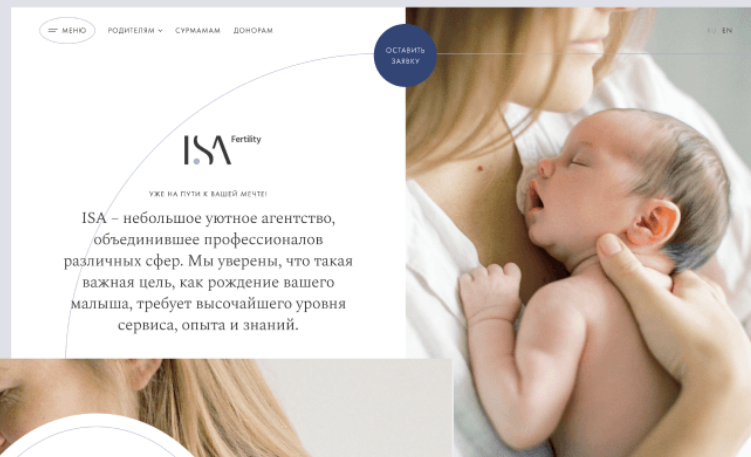 МЕНЮ
РОДИТЕЛЯМ
СУРМАМАМ
ДОНОРАМ
ОСТАВИТЬ
ЗАЯВКУ
RU EN
ISA Fertility
УЖЕ НА ПУТИ К ВАШЕЙ МЕЧТЕ!
ISA – небольшое уютное агентство,
объединившее профессионалов
различных сфер. Мы уверены, что такая
важная цель, как рождение вашего
малыша, требует высочайшего уровня
сервиса, опыта и знаний.